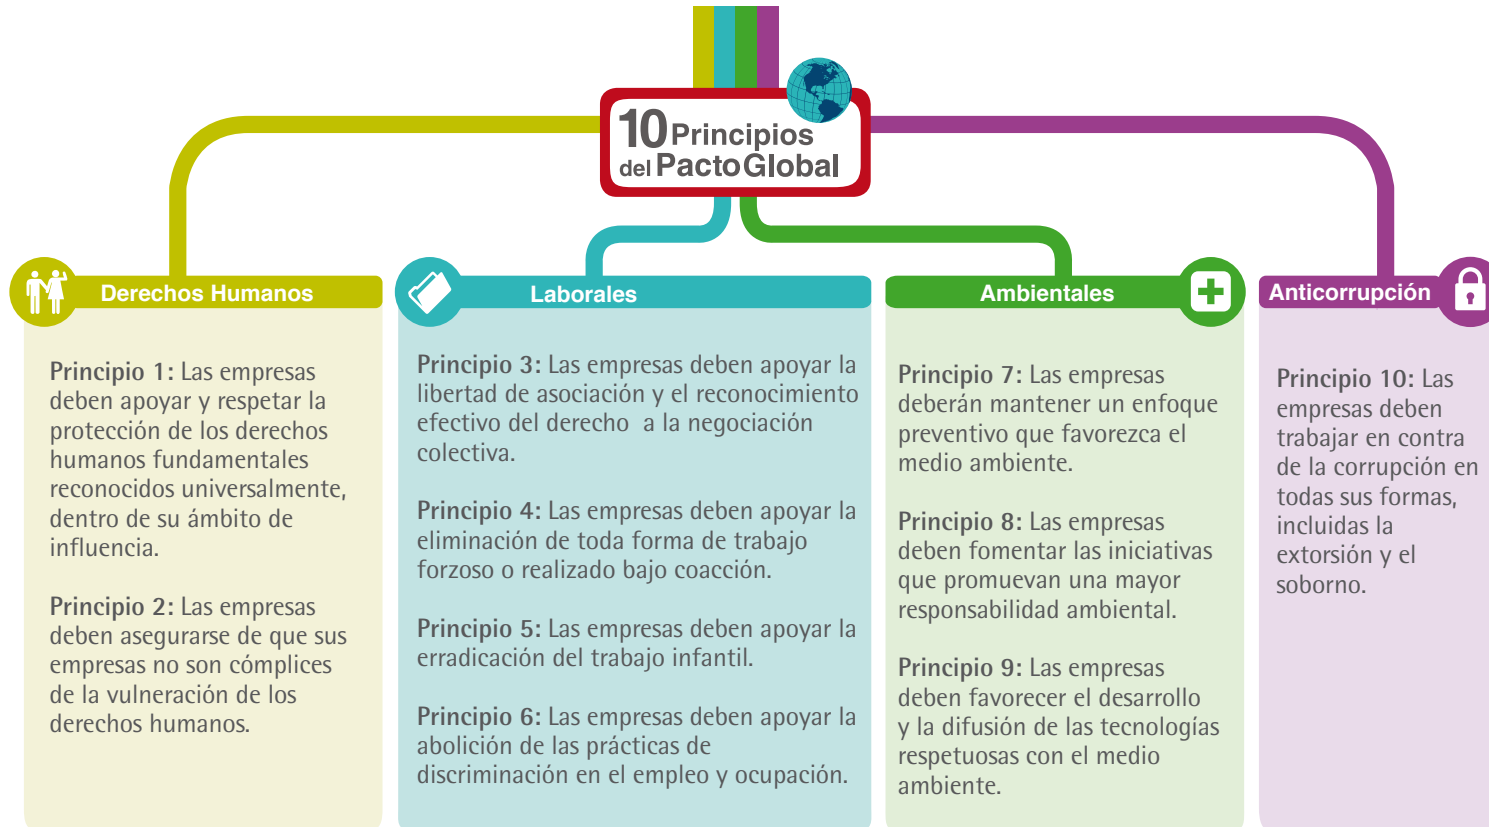 10 Principios
del Pacto Global
Derechos Humanos
Principio 1: Las empresas
deben apoyar y respetar la
protección de los derechos
humanos fundamentales
reconocidos universalmente,
dentro de su ámbito de
influencia.
Principio 2: Las empresas
deben asegurarse de que sus
empresas no son cómplices
de la vulneración de los
derechos humanos.
Laborales
Principio 3: Las empresas deben apoyar la
libertad de asociación y el reconocimiento
efectivo del derecho a la negociación
colectiva.
Principio 4: Las empresas deben apoyar la
eliminación de toda forma de trabajo
forzoso o realizado bajo coacción.
Principio 5: Las empresas deben apoyar la
erradicación del trabajo infantil.
Principio 6: Las empresas deben apoyar la
abolición de las prácticas de
discriminación en el empleo y ocupación.
Ambientales
Principio 7: Las empresas
deberán mantener un enfoque
preventivo que favorezca el
medio ambiente.
Principio 8: Las empresas
deben fomentar las iniciativas
que promuevan una mayor
responsabilidad ambiental.
Principio 9: Las empresas
deben favorecer el desarrollo
y la difusión de las tecnologías
respetuosas con el medio
ambiente.
Anticorrupción
Principio 10: Las
empresas deben
trabajar en contra
de la corrupción en
todas sus formas,
incluidas la
extorsión y el
soborno.